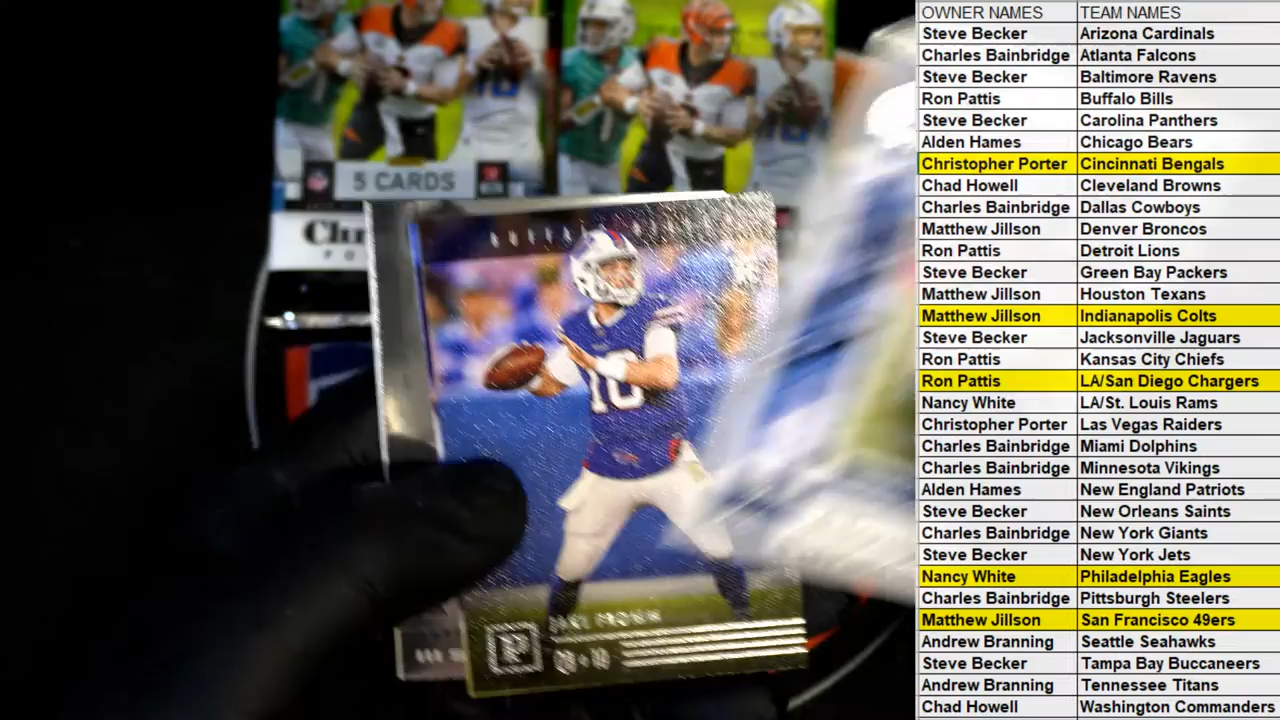 OWNER NAMES TEAM NAMES
Steve Becker Arizona Cardinals
Charles Bainbridge Atlanta Falcons
Steve Becker Baltimore Ravens
Ron Pattis Buffalo Bills
Steve Becker Carolina Panthers
Alden Hames Chicago Bears
Christopher Porter Cincinnati Bengals
Chad Howell Cleveland Browns
Charles Bainbridge Dallas Cowboys
Matthew Jillson Denver Broncos
Ron Pattis Detroit Lions
Steve Becker Green Bay Packers
Matthew Jillson Houston Texans
Matthew Jillson Indianapolis Colts
Steve Becker Jacksonville Jaguars
Ron Pattis Kansas City Chiefs
Ron Pattis LA/San Diego Chargers
Nancy White LA/St. Louis Rams
Christopher Porter Las Vegas Raiders
Charles Bainbridge Miami Dolphins
Charles Bainbridge Minnesota Vikings
Alden Hames New England Patriots
Steve Becker New Orleans Saints
Charles Bainbridge New York Giants
Steve Becker New York Jets
Nancy White Philadelphia Eagles
Charles Bainbridge Pittsburgh Steelers
Matthew Jillson San Francisco 49ers
Andrew Branning Seattle Seahawks
Steve Becker Tampa Bay Buccaneers
Andrew Branning Tennessee Titans
Chad Howell Washington Commanders
5 CARDS